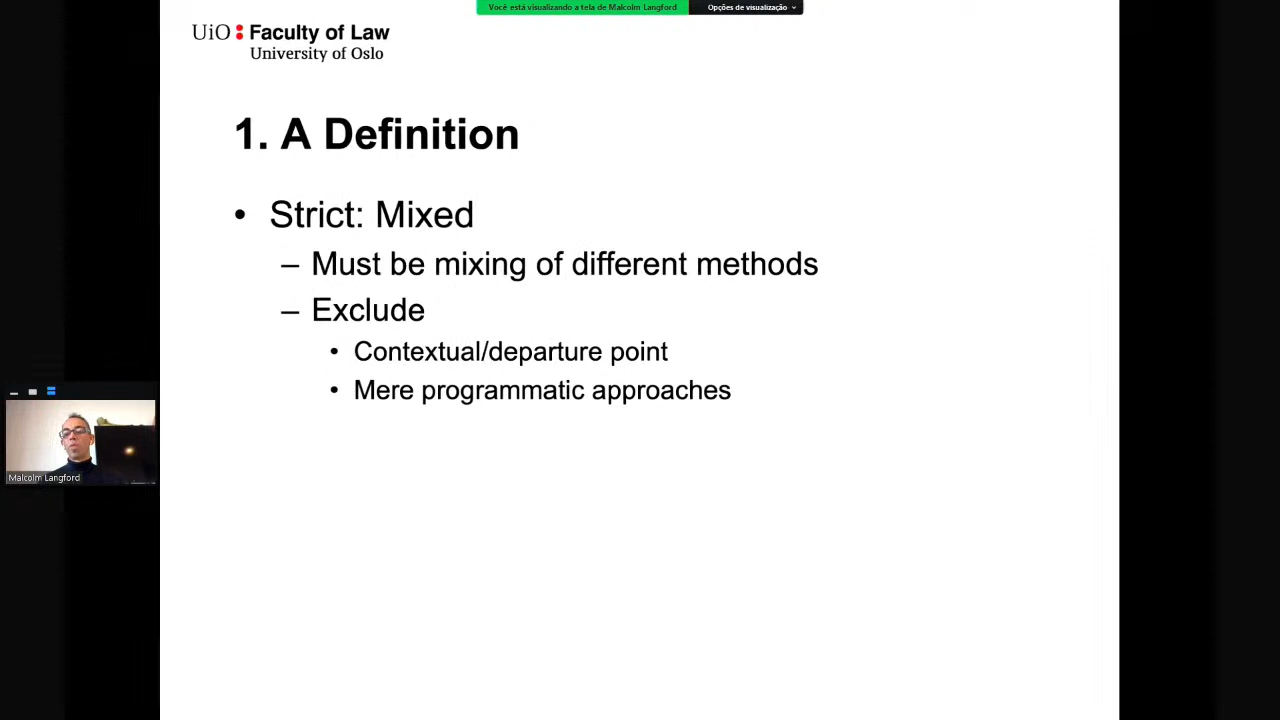 Você está visualizando a tela de Malcolm Langford
Opções de visualização
UiO : Faculty of Law
University of Oslo
1. A Definition
• Strict: Mixed
– Must be mixing of different methods
– Exclude
• Contextual/departure point
• Mere programmatic approaches
Malcolm Langford